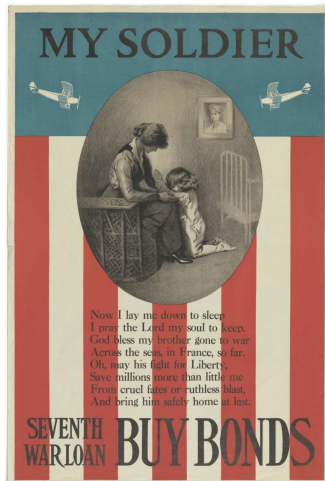 MY SOLDIER
Now I lay me down to sleep
I pray the Lord my soul to keep.
God bless my brother gone to war
Across the seas, in France, so far.
Oh, may his fight for Liberty,
Save millions more than little me
From cruel fates or ruthless blast,
And bring him safely home at last.
SEVENTH
WAR LOAN
BUY BONDS